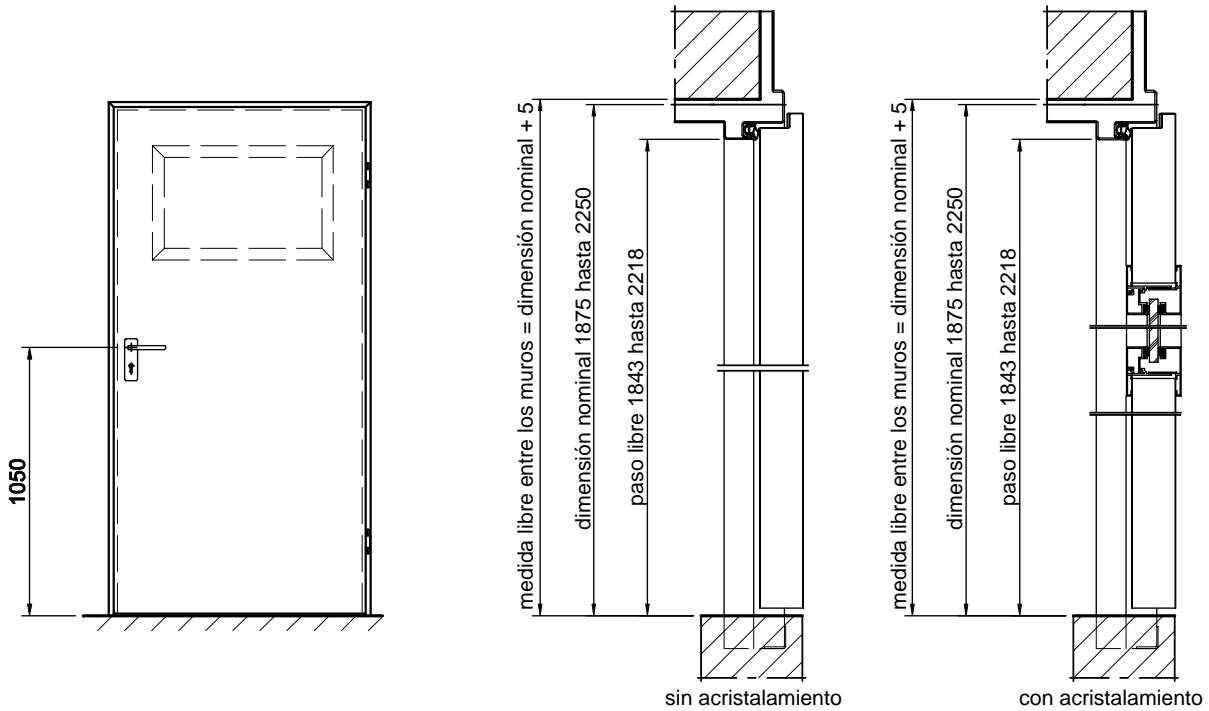 1050
medida libre entre los muros = dimensión nominal + 5
dimensión nominal 1875 hasta 2250
paso libre 1843 hasta 2218
sin acristalamiento
medida libre entre los muros = dimensión nominal + 5
dimensión nominal 1875 hasta 2250
paso libre 1843 hasta 2218
con acristalamiento